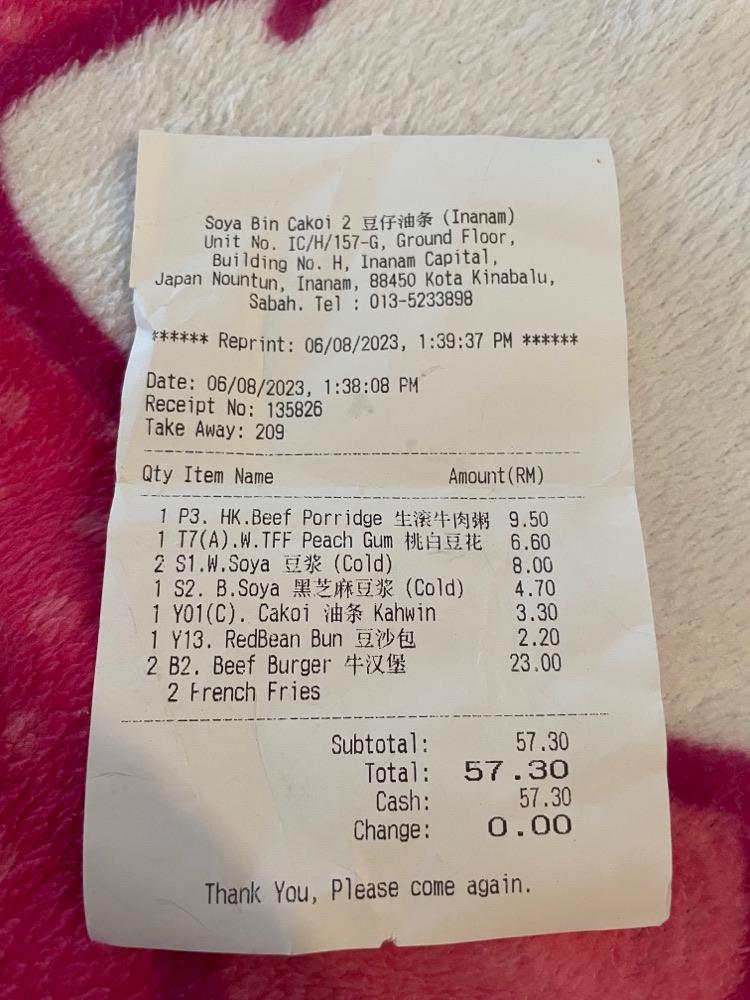 Soya Bin Cakoi 2 豆仔油条 (Inanam)
Unit No. IC/H/157-G, Ground Floor,
Building No. H, Inanam Capital,
Japan Nountun, Inanam, 88450 Kota Kinabalu,
Sabah. Tel : 013-5233898
****** Reprint: 06/08/2023, 1:39:37 PM ******
Date: 06/08/2023, 1:38:08 PM
Receipt No: 135826
Take Away: 209
Qty Item Name Amount(RM)
1 P3. HK.Beef Porridge 生滚牛肉粥 9.50
1 T7(A).W.TFF Peach Gum 桃白豆花 6.60
2 S1.W.Soya 豆浆 (Cold) 8.00
1 S2. B.Soya 黑芝麻豆浆 (Cold) 4.70
1 Y01(C). Cakoi 油条 Kahwin 3.30
1 Y13. RedBean Bun 豆沙包 2.20
2 B2. Beef Burger 牛汉堡 23.00
2 French Fries
Subtotal: 57.30
Total: 57.30
Cash: 57.30
Change: 0.00
Thank You, Please come again.